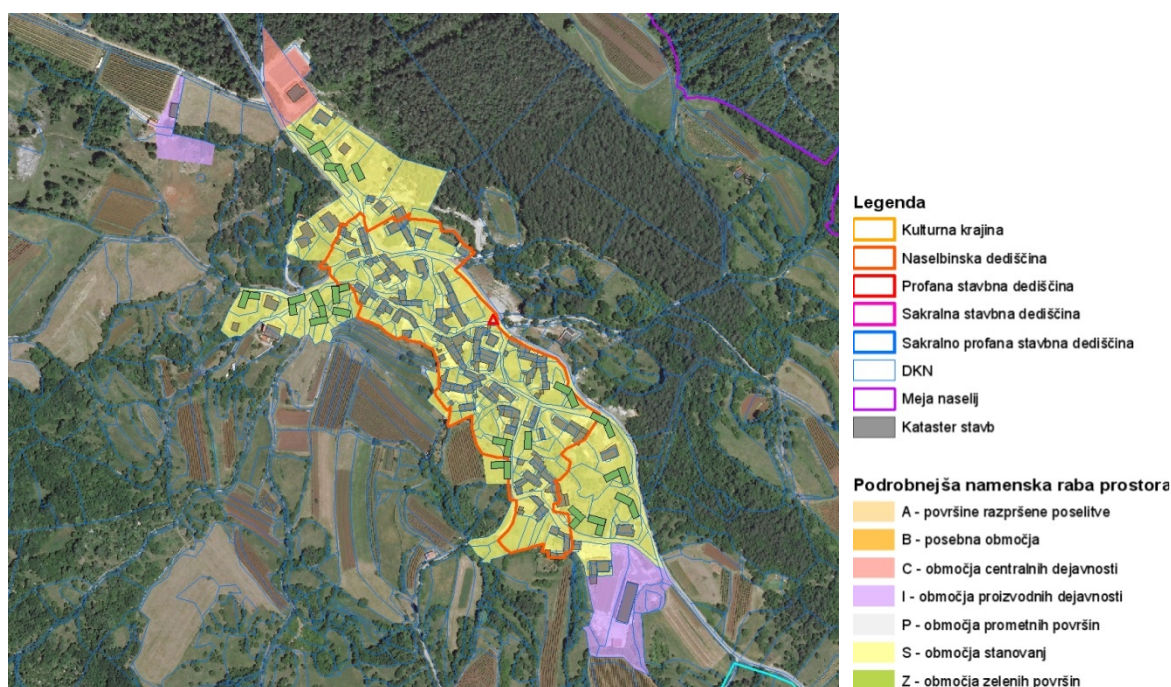 Legenda
Kulturna krajina
Naselbinska dediščina
Profana stavbna dediščina
Sakralna stavbna dediščina
Sakralno profana stavbna dediščina
DKN
Meja naselij
Kataster stavb
Podrobnejša namenska raba prostora
A - površine razpršene poselitve
B - posebna območja
C - območja centralnih dejavnosti
I - območja proizvodnih dejavnosti
P - območja prometnih površin
S - območja stanovanj
Z - območja zelenih površin